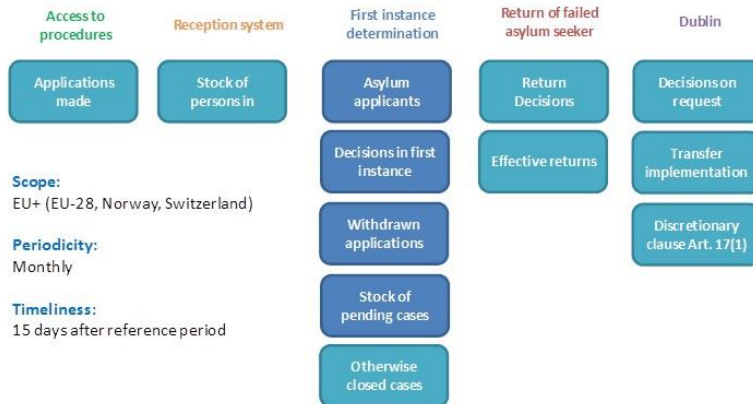 Access to
procedures
Reception system
First instance
determination
Return of failed
asylum seeker
Dublin
Applications
made
Stock of
persons in
Asylum
applicants
Return
Decisions
Decisions on
request
Decisions in first
instance
Effective returns
Transfer
implementation
Scope:
EU+ (EU-28, Norway, Switzerland)
Withdrawn
applications
Discretionary
clause Art. 17(1)
Periodicity:
Monthly
Stock of
pending cases
Timeliness:
15 days after reference period
Otherwise
closed cases